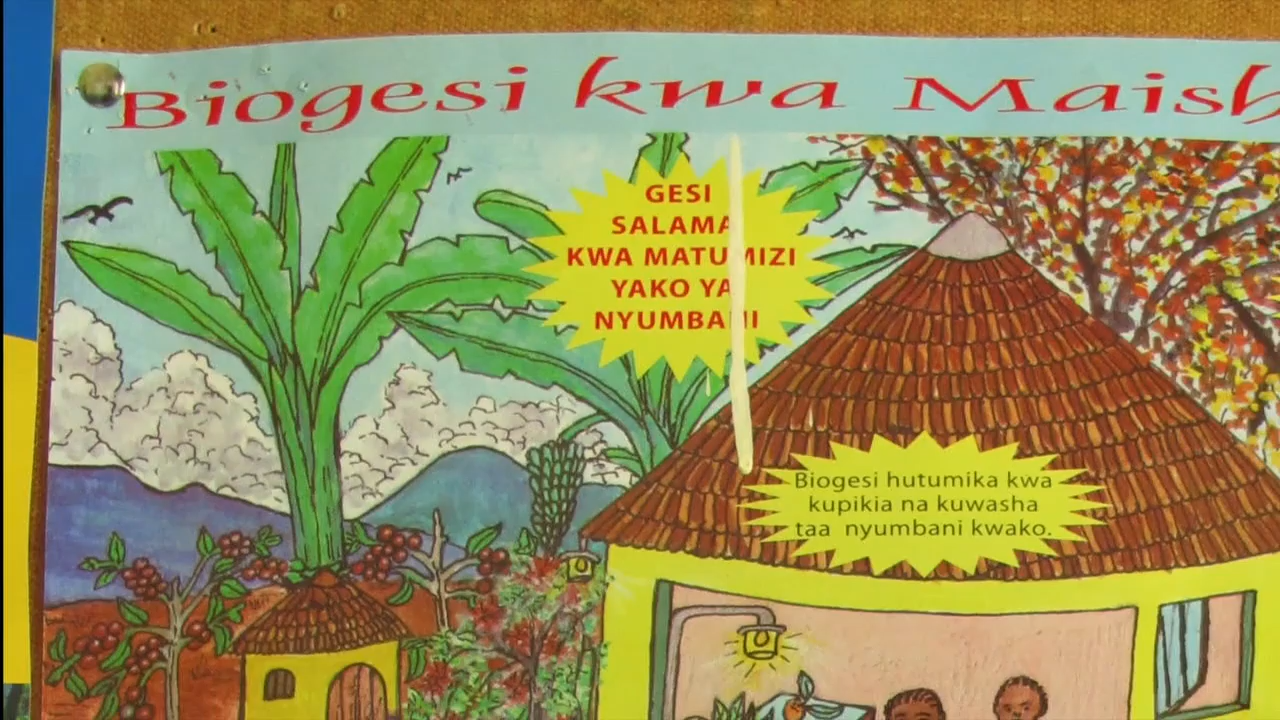 Biogesi kwa Maish
GESI
SALAMA
KWA MATUMIZI
YAKO YA
NYUMBANI
Biogesi hutumika kwa
kupikia na kuwasha
taa nyumbani kwako.